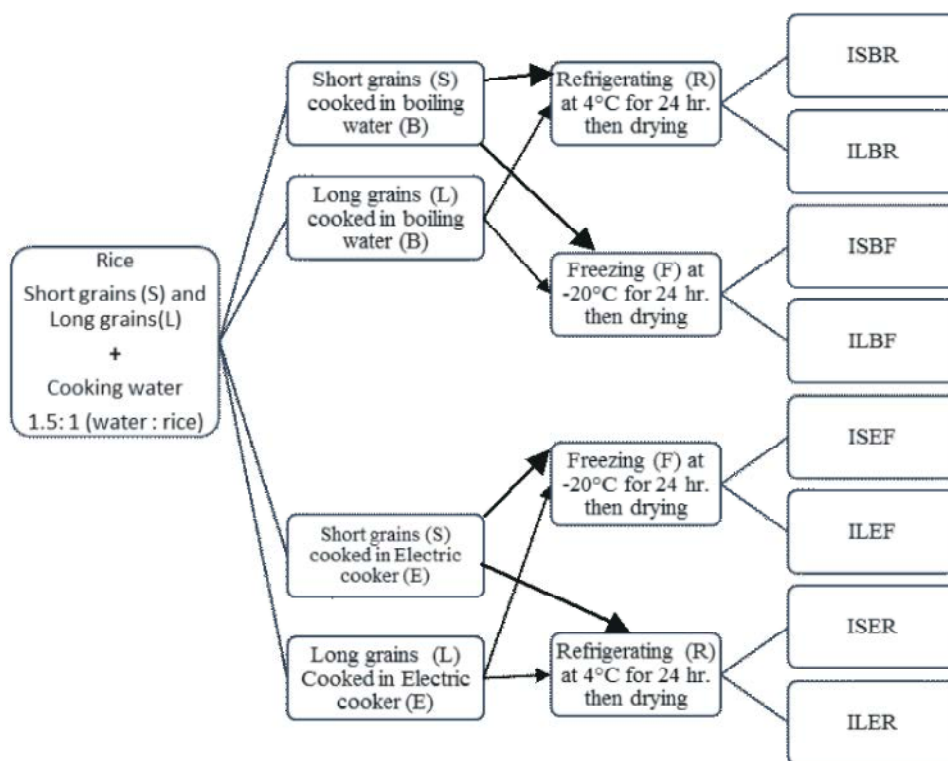 Rice
Short grains (S) and
Long grains(L)
+
Cooking water
1.5: 1 (water : rice)
Short grains (S)
cooked in boiling
water (B)
Long grains (L)
cooked in boiling
water (B)
Short grains (S)
cooked in Electric
cooker (E)
Long grains (L)
Cooked in Electric
cooker (E)
Refrigerating (R)
at 4°C for 24 hr.
then drying
Freezing (F) at
-20°C for 24 hr.
then drying
Freezing (F) at
-20°C for 24 hr.
then drying
Refrigerating (R)
at 4°C for 24 hr.
then drying
ISBR
ILBR
ISBF
ILBF
ISEF
ILEF
ISER
ILER